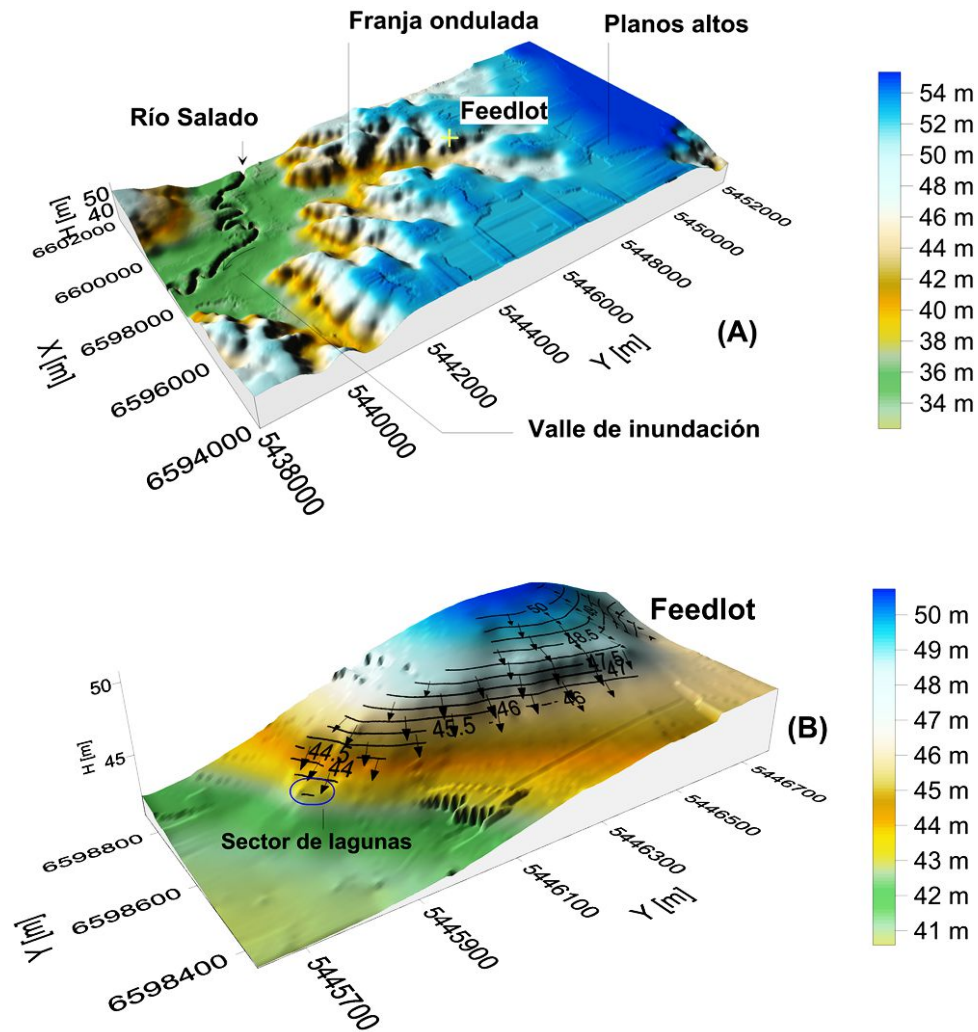 Franja ondulada
Planos altos
Río Salado
Feedlot
54 m
52 m
50 m
48 m
46 m
44 m
42 m
40 m
38 m
36 m
34 m
H [m]
50
40
6602000
6600000
6598000
6596000
6594000
X [m]
5438000
5440000
5442000
5444000
5446000
5448000
5450000
5452000
Y [m]
(A)
Valle de inundación
Feedlot
50 m
49 m
48 m
47 m
46 m
45 m
44 m
43 m
42 m
41 m
50
48.5
47.5
47
46
46
45.5
44.5
44
(B)
H [m]
50
45
Sector de lagunas
6598800
6598600
6598400
Y [m]
5445700
5445900
5446100
5446300
5446500
5446700
Y [m]